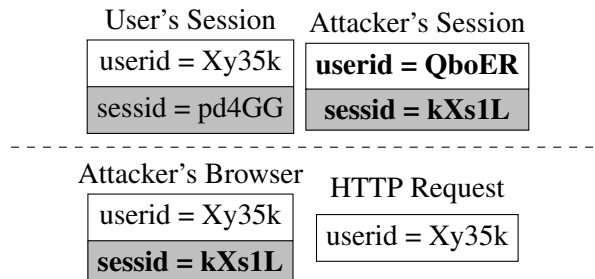 User's Session
userid = Xy35k
sessid = pd4GG
Attacker's Session
userid = QboER
sessid = kXs1L
Attacker's Browser
userid = Xy35k
sessid = kXs1L
HTTP Request
userid = Xy35k